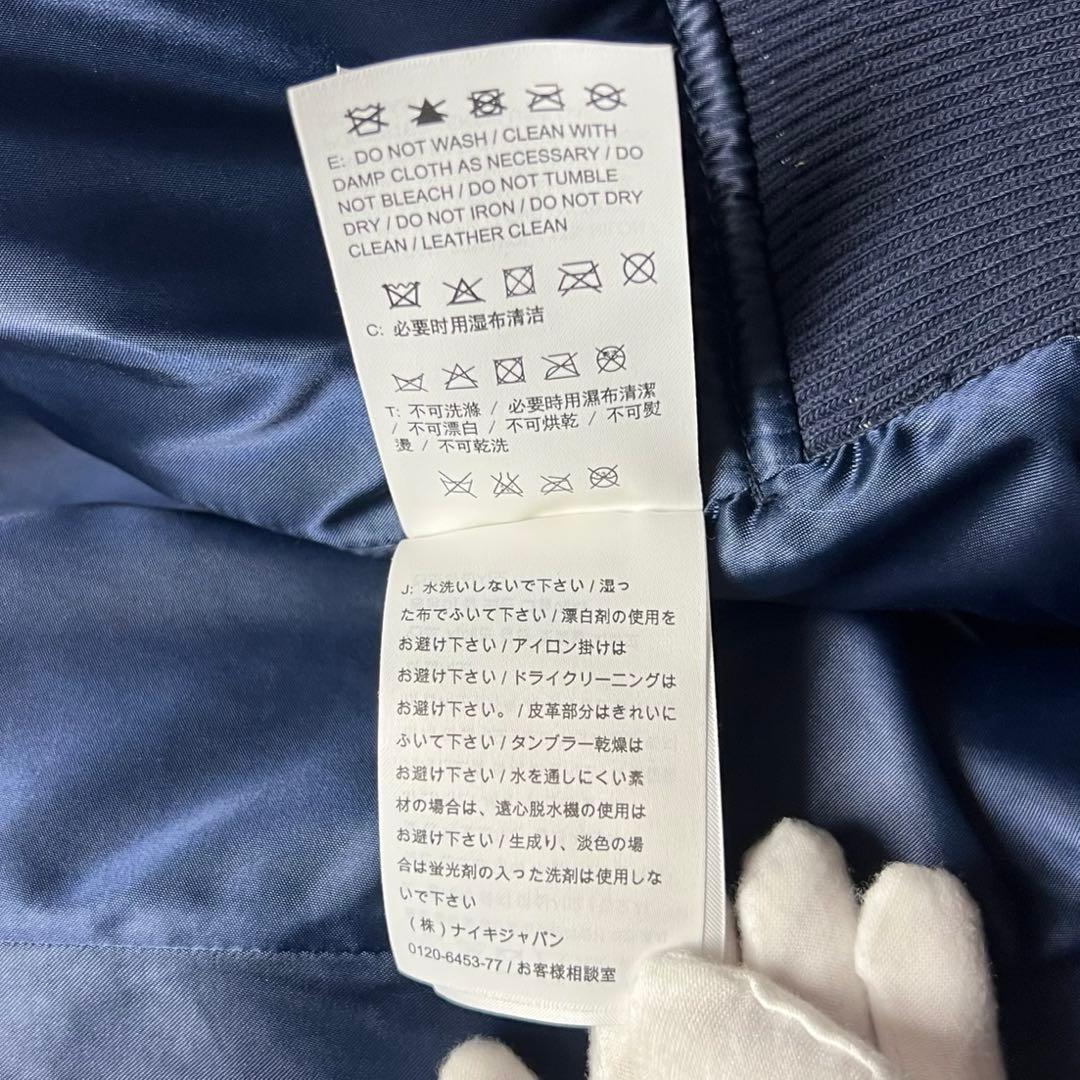 E: DO NOT WASH / CLEAN WITH
DAMP CLOTH AS NECESSARY / DO
NOT BLEACH / DO NOT TUMBLE
DRY / DO NOT IRON / DO NOT DRY
CLEAN / LEATHER CLEAN
C: 必要时用湿布清洁
T: 不可洗滌 / 必要時用濕布清潔
/ 不可漂白 / 不可烘乾 / 不可熨
燙 / 不可乾洗
J: 水洗いしないで下さい / 湿っ
た布でふいて下さい / 漂白剤の使用を
お避け下さい / アイロン掛けは
お避け下さい / ドライクリーニングは
お避け下さい。 / 皮革部分はきれいに
ふいて下さい / タンブラー乾燥は
お避け下さい / 水を通しにくい素
材の場合は、遠心脱水機の使用は
お避け下さい / 生成り、淡色の場
合は蛍光剤の入った洗剤は使用しな
いで下さい
(株) ナイキジャパン
0120-6453-77 / お客様相談室